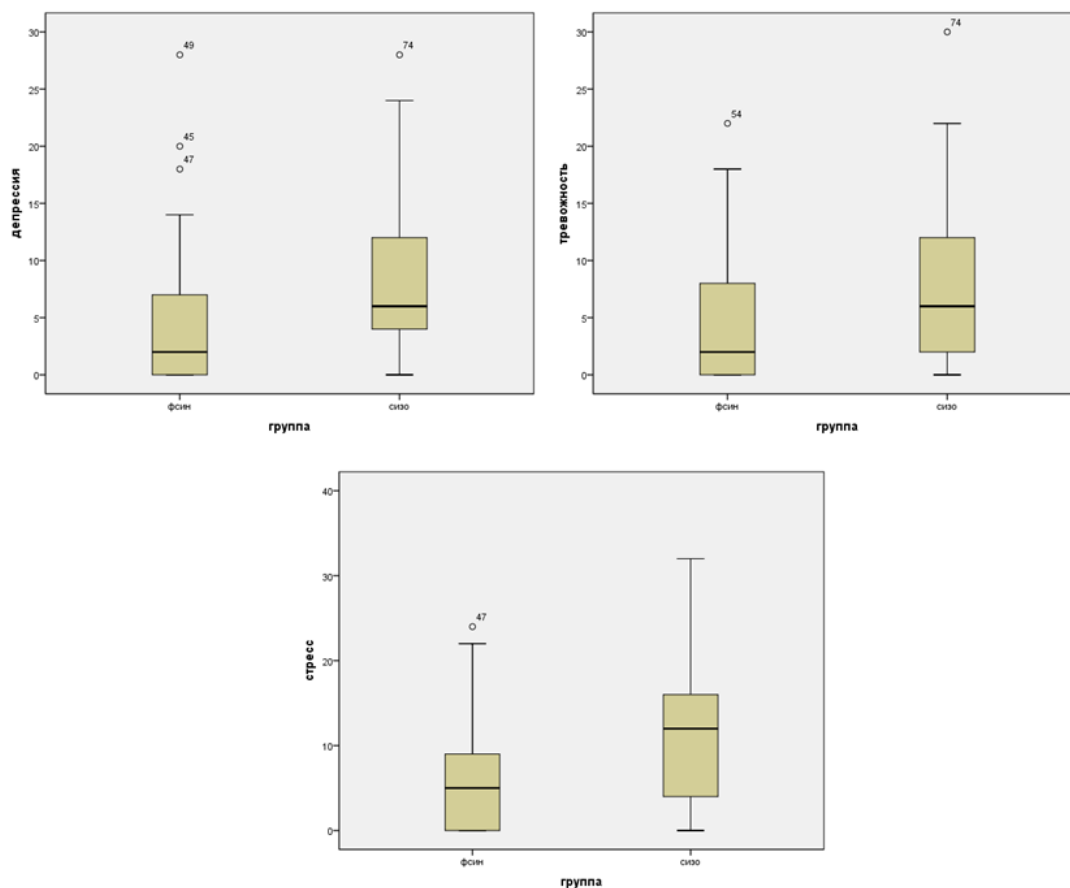 депрессия
30
25
20
15
10
5
0
49
45
47
74
фсин
сизо
группа
тревожность
30
25
20
15
10
5
0
54
74
фсин
сизо
группа
стресс
40
30
20
10
0
47
фсин
сизо
группа